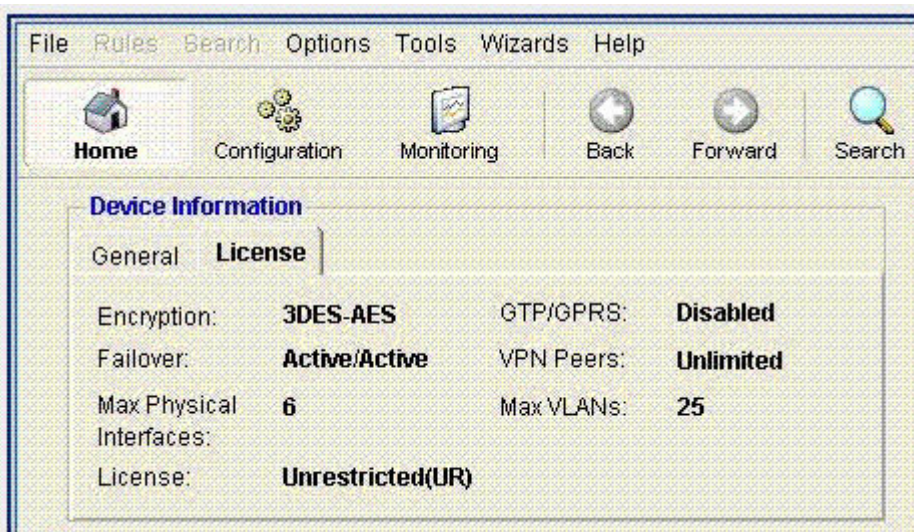 File Rules Search Options Tools Wizards Help
Home Configuration Monitoring Back Forward Search
Device Information
General License
Encryption: 3DES-AES GTP/GPRS: Disabled
Failover: Active/Active VPN Peers: Unlimited
Max Physical Interfaces: 6 Max VLANs: 25
License: Unrestricted(UR)